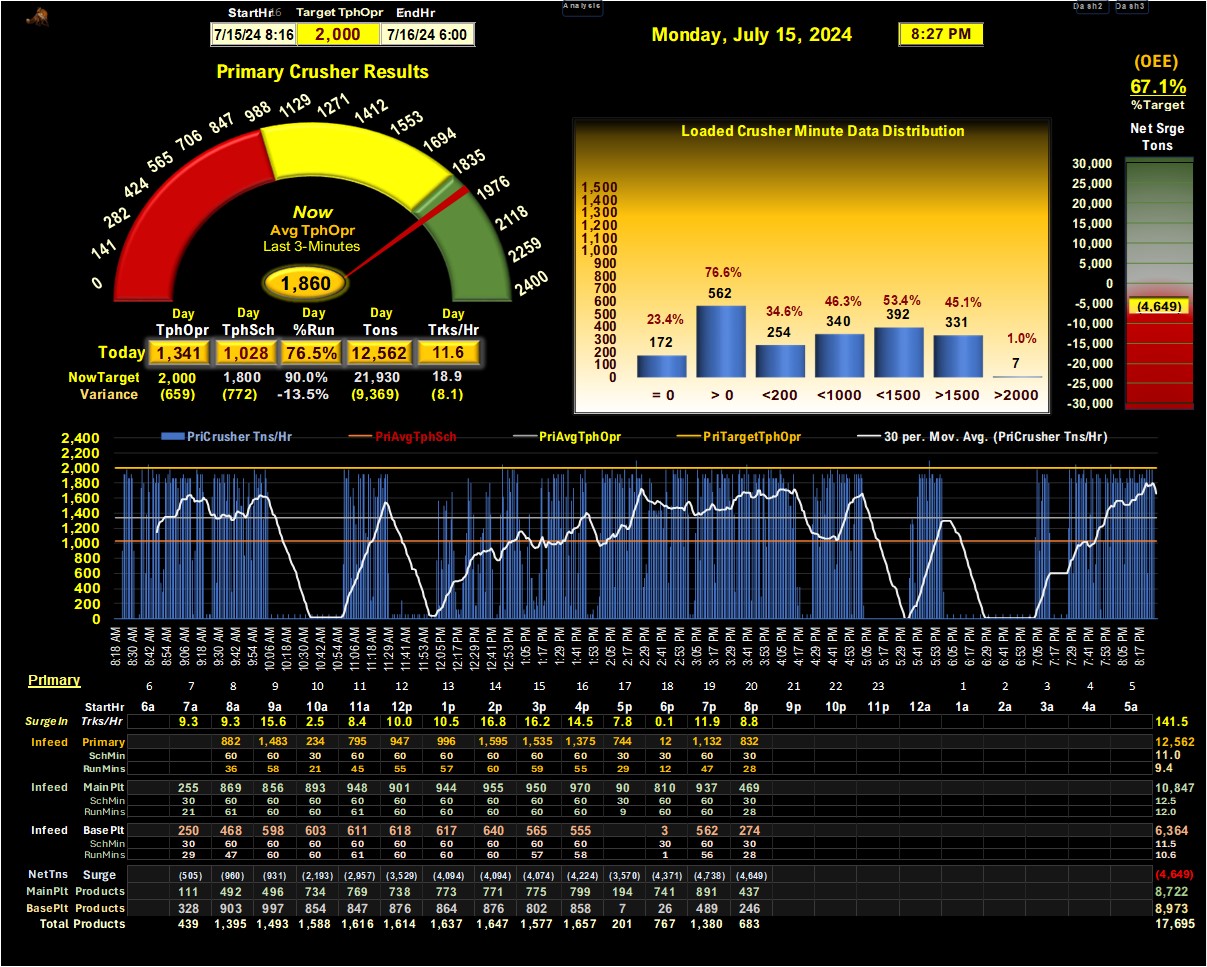 Analysis
Dash2 Dash3
StartHr 16 Target TphOpr EndHr
7/15/24 8:16 2,000 7/16/24 6:00
Monday, July 15, 2024
8:27 PM
(OEE)
67.1%
%Target
Net Srge
Tons
30,000
25,000
20,000
15,000
10,000
5,000
0
-5,000
(4,649)
-10,000
-15,000
-20,000
-25,000
-30,000
Primary Crusher Results
0
141
282
424
565
706
847
988
1129
1271
1412
1553
1694
1835
1976
2118
2259
2400
Now
Avg TphOpr
Last 3-Minutes
1,860
Day Day Day Day Day
TphOpr TphSch %Run Tons Trks/Hr
Today 1,341 1,028 76.5% 12,562 11.6
NowTarget 2,000 1,800 90.0% 21,930 18.9
Variance (659) (772) -13.5% (9,369) (8.1)
Loaded Crusher Minute Data Distribution
1,500
1,400
1,300
1,200
1,100
1,000
900
800
700
600
500
400
300
200
100
0
23.4% 76.6% 34.6% 46.3% 53.4% 45.1% 1.0%
172 562 254 340 392 331 7
= 0 > 0 <200 <1000 <1500 >1500 >2000
PriCrusher Tns/Hr PriAvgTphSch PriAvgTphOpr PriTargetTphOpr 30 per. Mov. Avg. (PriCrusher Tns/Hr)
2,400
2,200
2,000
1,800
1,600
1,400
1,200
1,000
800
600
400
200
0
8:18 AM 8:30 AM 8:42 AM 8:54 AM 9:06 AM 9:18 AM 9:30 AM 9:42 AM 9:54 AM 10:06 AM 10:18 AM 10:30 AM 10:42 AM 10:54 AM 11:06 AM 11:18 AM 11:29 AM 11:41 AM 11:53 AM 12:05 PM 12:17 PM 12:29 PM 12:41 PM 12:53 PM 1:05 PM 1:17 PM 1:29 PM 1:41 PM 1:53 PM 2:05 PM 2:17 PM 2:29 PM 2:41 PM 2:53 PM 3:05 PM 3:17 PM 3:29 PM 3:41 PM 3:53 PM 4:05 PM 4:17 PM 4:29 PM 4:41 PM 4:53 PM 5:05 PM 5:17 PM 5:29 PM 5:41 PM 5:53 PM 6:05 PM 6:17 PM 6:29 PM 6:41 PM 6:53 PM 7:05 PM 7:17 PM 7:29 PM 7:41 PM 7:53 PM 8:05 PM 8:17 PM
Primary
6 7 8 9 10 11 12 13 14 15 16 17 18 19 20 21 22 23 1 2 3 4 5
StartHr 6a 7a 8a 9a 10a 11a 12p 1p 2p 3p 4p 5p 6p 7p 8p 9p 10p 11p 12a 1a 2a 3a 4a 5a
SurgeIn Trks/Hr 9.3 9.3 15.6 2.5 8.4 10.0 10.5 16.8 16.2 14.5 7.8 0.1 11.9 8.8 141.5
Infeed Primary 882 1,483 234 795 947 996 1,595 1,535 1,375 744 12 1,132 832 12,562
SchMin 60 60 30 60 60 60 60 60 60 30 30 60 30 11.0
RunMins 36 58 21 45 55 57 60 59 55 29 12 47 28 9.4
Infeed Main Plt 255 869 856 893 948 901 944 955 950 970 90 810 937 469 10,847
SchMin 30 60 60 60 60 60 60 60 60 60 30 60 60 30 12.5
RunMins 21 61 60 60 61 60 60 60 60 60 9 60 60 28 12.0
Infeed Base Plt 250 468 598 603 611 618 617 640 565 555 3 562 274 6,364
SchMin 30 60 60 60 60 60 60 60 60 60 30 60 30 11.5
RunMins 29 47 60 60 61 60 60 60 57 58 1 56 28 10.6
NetTns Surge (505) (960) (931) (2,193) (2,957) (3,529) (4,094) (4,094) (4,074) (4,224) (3,570) (4,371) (4,738) (4,649) (4,649)
MainPlt Products 111 492 496 734 769 738 773 771 775 799 194 741 891 437 8,722
BasePlt Products 328 903 997 854 847 876 864 876 802 858 7 26 489 246 8,973
Total Products 439 1,395 1,493 1,588 1,616 1,614 1,637 1,647 1,577 1,657 201 767 1,380 683 17,695